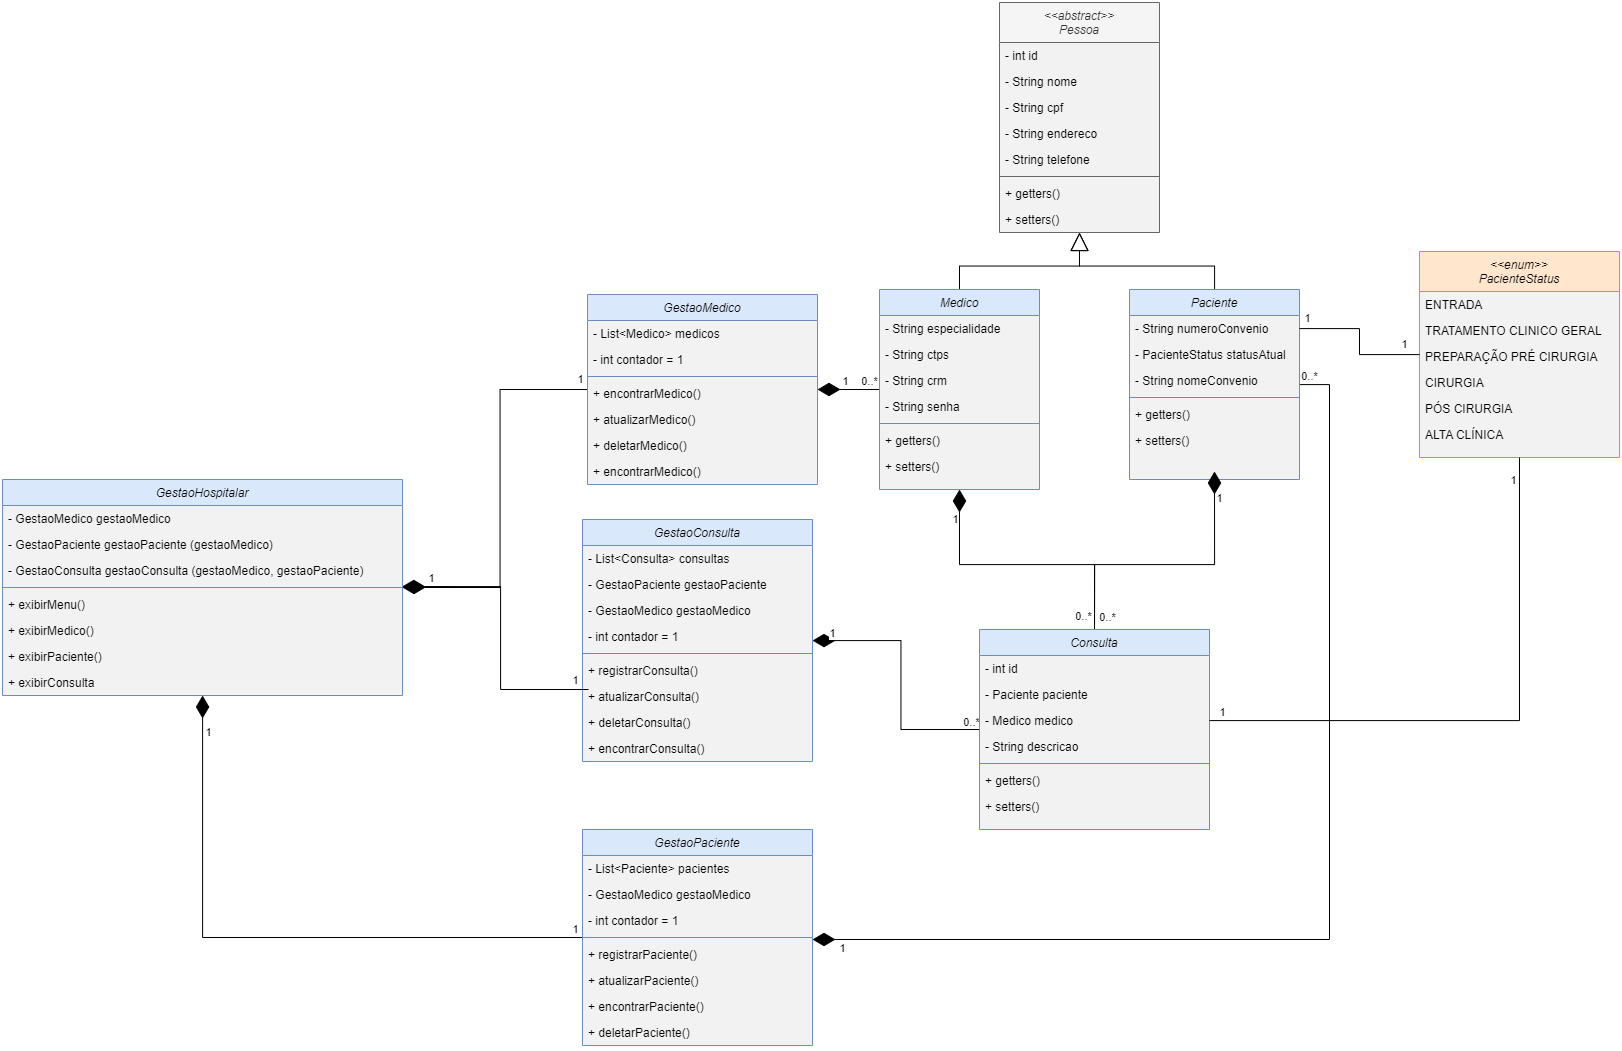 <<abstract>>
Pessoa
- int id
- String nome
- String cpf
- String endereco
- String telefone
+ getters()
+ setters()
<<enum>>
PacienteStatus
ENTRADA
TRATAMENTO CLINICO GERAL
PREPARAÇÃO PRÉ CIRURGIA
CIRURGIA
PÓS CIRURGIA
ALTA CLÍNICA
1
GestaoMedico
- List<Medico> medicos
- int contador = 1
+ encontrarMedico()
+ atualizarMedico()
+ deletarMedico()
+ encontrarMedico()
1
1
0..*
Medico
- String especialidade
- String ctps
- String crm
- String senha
+ getters()
+ setters()
1
Paciente
- String numeroConvenio
- PacienteStatus statusAtual
- String nomeConvenio
+ getters()
+ setters()
1
1
1
0..*
GestaoHospitalar
- GestaoMedico gestaoMedico
- GestaoPaciente gestaoPaciente (gestaoMedico)
- GestaoConsulta gestaoConsulta (gestaoMedico, gestaoPaciente)
+ exibirMenu()
+ exibirMedico()
+ exibirPaciente()
+ exibirConsulta
1
1
GestaoConsulta
- List<Consulta> consultas
- GestaoPaciente gestaoPaciente
- GestaoMedico gestaoMedico
- int contador = 1
+ registrarConsulta()
+ atualizarConsulta()
+ deletarConsulta()
+ encontrarConsulta()
1
1
0..*
0..*
0..*
Consulta
- int id
- Paciente paciente
- Medico medico
- String descricao
+ getters()
+ setters()
1
GestaoPaciente
- List<Paciente> pacientes
- GestaoMedico gestaoMedico
- int contador = 1
+ registrarPaciente()
+ atualizarPaciente()
+ encontrarPaciente()
+ deletarPaciente()
1
1